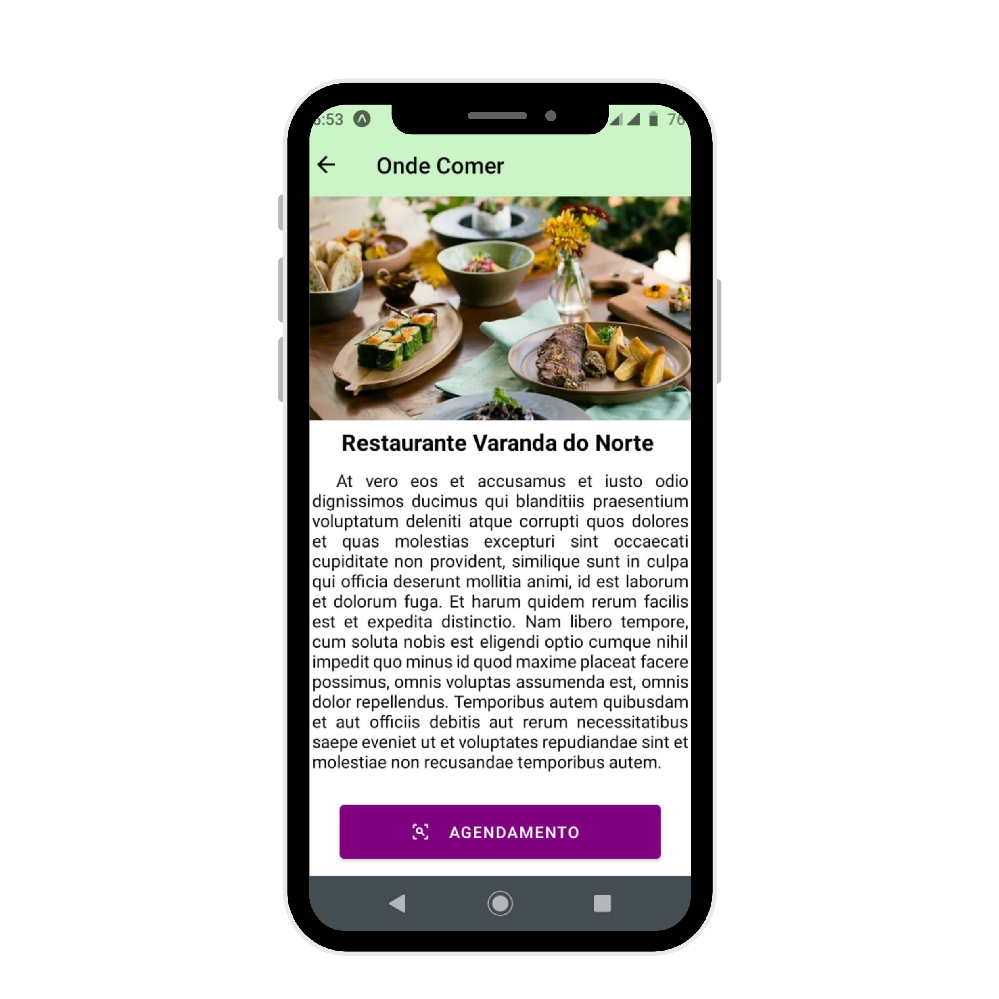 :53
76
Onde Comer
Restaurante Varanda do Norte
At vero eos et accusamus et iusto odio
dignissimos ducimus qui blanditiis praesentium
voluptatum deleniti atque corrupti quos dolores
et quas molestias excepturi sint occaecati
cupiditate non provident, similique sunt in culpa
qui officia deserunt mollitia animi, id est laborum
et dolorum fuga. Et harum quidem rerum facilis
est et expedita distinctio. Nam libero tempore,
cum soluta nobis est eligendi optio cumque nihil
impedit quo minus id quod maxime placeat facere
possimus, omnis voluptas assumenda est, omnis
dolor repellendus. Temporibus autem quibusdam
et aut officiis debitis aut rerum necessitatibus
saepe eveniet ut et voluptates repudiandae sint et
molestiae non recusandae temporibus autem.
AGENDAMENTO